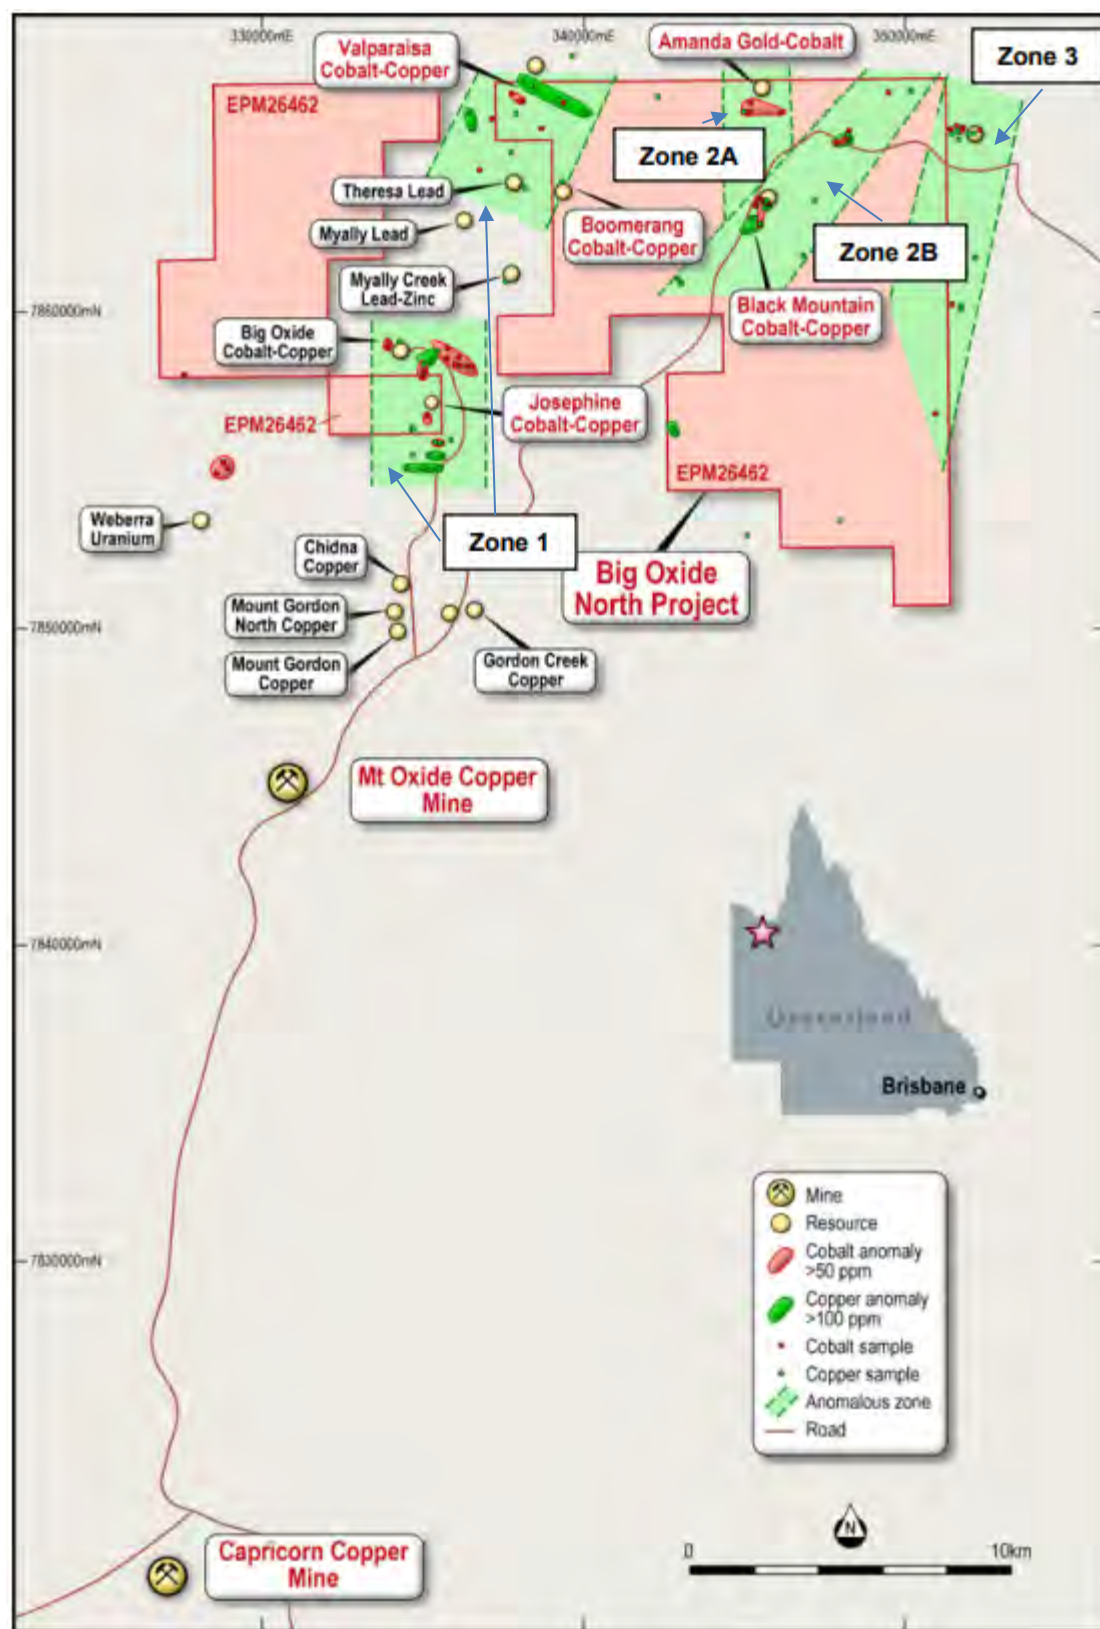 330000mE
340000mE
350000mE
Valparaisa
Cobalt-Copper
Amanda Gold-Cobalt
Zone 3
EPM26462
Zone 2A
Theresa Lead
Myally Lead
Boomerang
Cobalt-Copper
Zone 2B
Myally Creek
Lead-Zinc
7860000mN
Black Mountain
Cobalt-Copper
Big Oxide
Cobalt-Copper
Josephine
Cobalt-Copper
EPM26462
EPM26462
Weberra
Uranium
Zone 1
Chidna
Copper
Big Oxide
North Project
Mount Gordon
North Copper
7850000mN
Mount Gordon
Copper
Gordon Creek
Copper
Mt Oxide Copper
Mine
7840000mN
Queensland
Brisbane
Mine
Resource
Cobalt anomaly
>50 ppm
Copper anomaly
>100 ppm
Cobalt sample
Copper sample
Anomalous zone
Road
7830000mN
N
0
10km
Capricorn Copper
Mine